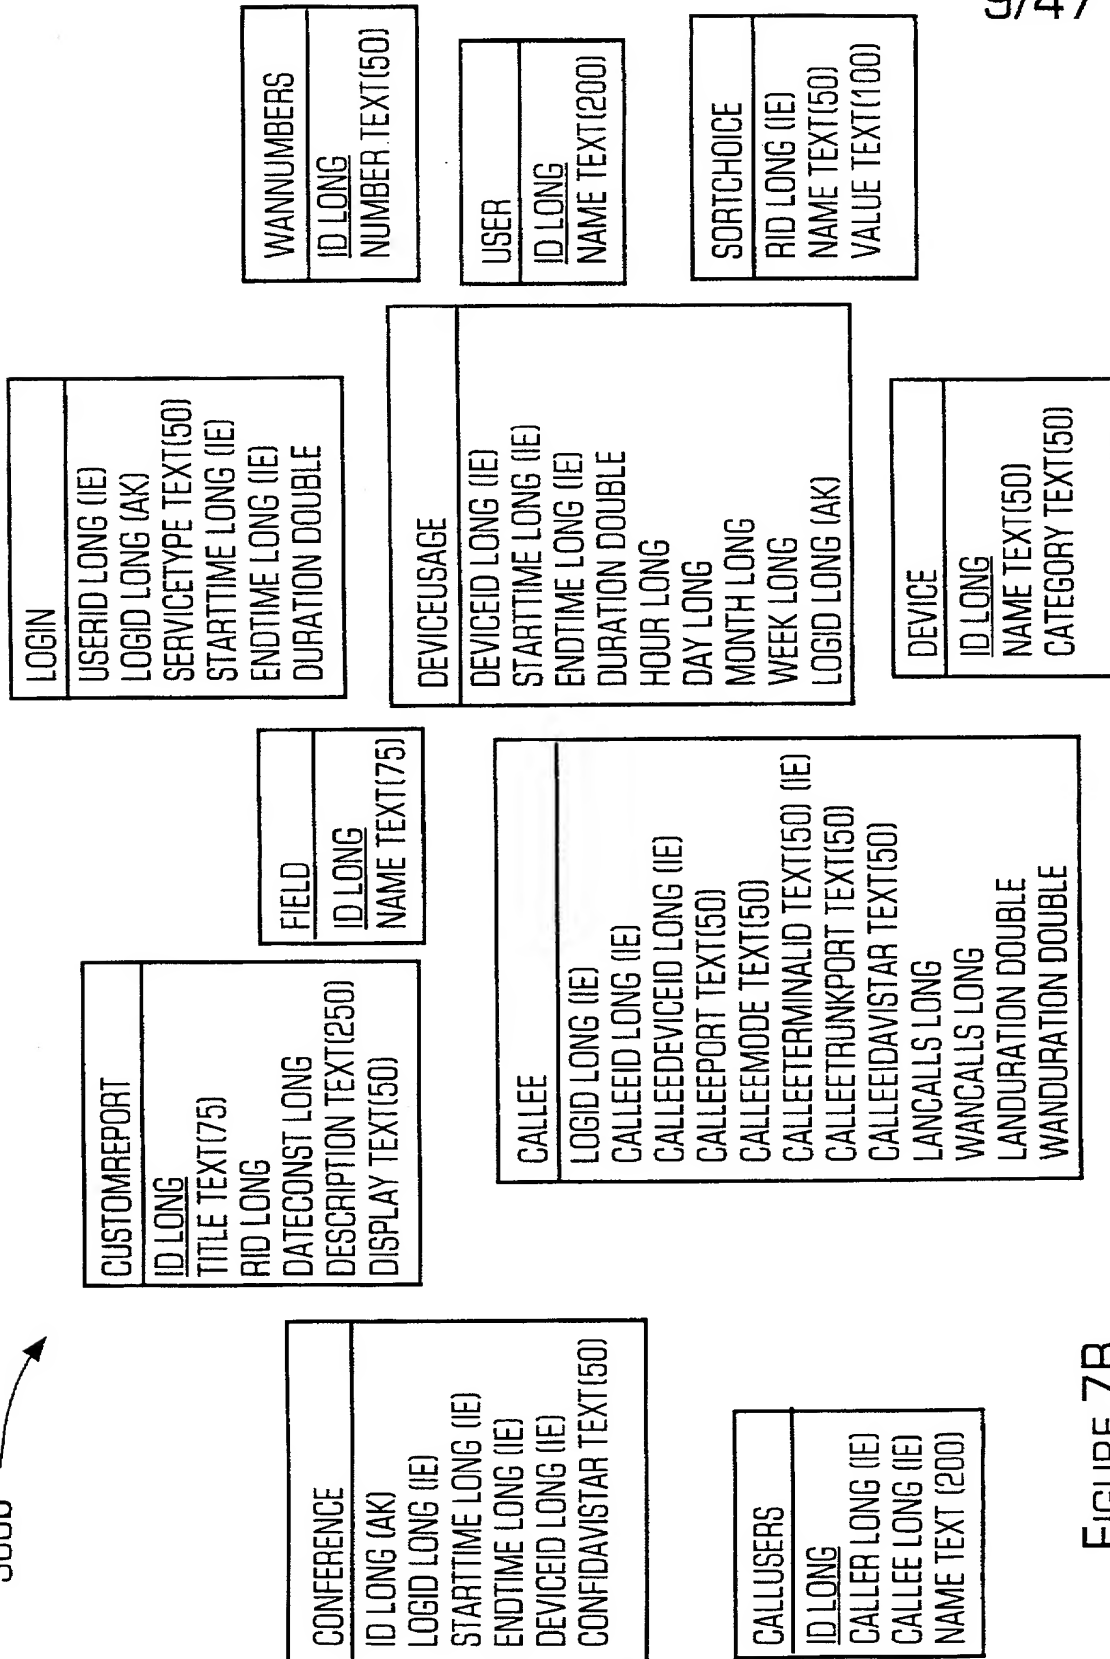 9/47
CONFERENCE
ID LONG (AK)
LOGID LONG (IE)
STARTTIME LONG (IE)
ENDTIME LONG (IE)
DEVICEID LONG (IE)
CONFIDAVISTAR TEXT(50)
CUSTOMREPORT
ID LONG
TITLE TEXT(75)
RID LONG
DATECONST LONG
DESCRIPTION TEXT(250)
DISPLAY TEXT(50)
FIELD
ID LONG
NAME TEXT(75)
LOGIN
USERID LONG (IE)
LOGID LONG (AK)
SERVICETYPE TEXT(50)
STARTTIME LONG (IE)
ENDTIME LONG (IE)
DURATION DOUBLE
WANNUMBERS
ID LONG
NUMBER.TEXT(50)
CALLUSERS
ID LONG
CALLER LONG (IE)
CALLEE LONG (IE)
NAME TEXT (200)
CALLEE
LOGID LONG (IE)
CALLEEID LONG (IE)
CALLEEDEVICEID LONG (IE)
CALLEEPORT TEXT(50)
CALLEEMODE TEXT(50)
CALLEETERMINALID TEXT(50) (IE)
CALLEETRUNKPORT TEXT(50)
CALLEEIDAVISTAR TEXT(50)
LANCALLS LONG
WANCALLS LONG
LANDURATION DOUBLE
WANDURATION DOUBLE
DEVICEUSAGE
DEVICEID LONG (IE)
STARTTIME LONG (IE)
ENDTIME LONG (IE)
DURATION DOUBLE
HOUR LONG
DAY LONG
MONTH LONG
WEEK LONG
LOGID LONG (AK)
USER
ID LONG
NAME TEXT(200)
SORTCHOICE
RID LONG (IE)
NAME TEXT(50)
VALUE TEXT(100)
DEVICE
ID LONG
NAME TEXT(50)
CATEGORY TEXT(50)
FIGURE 7B